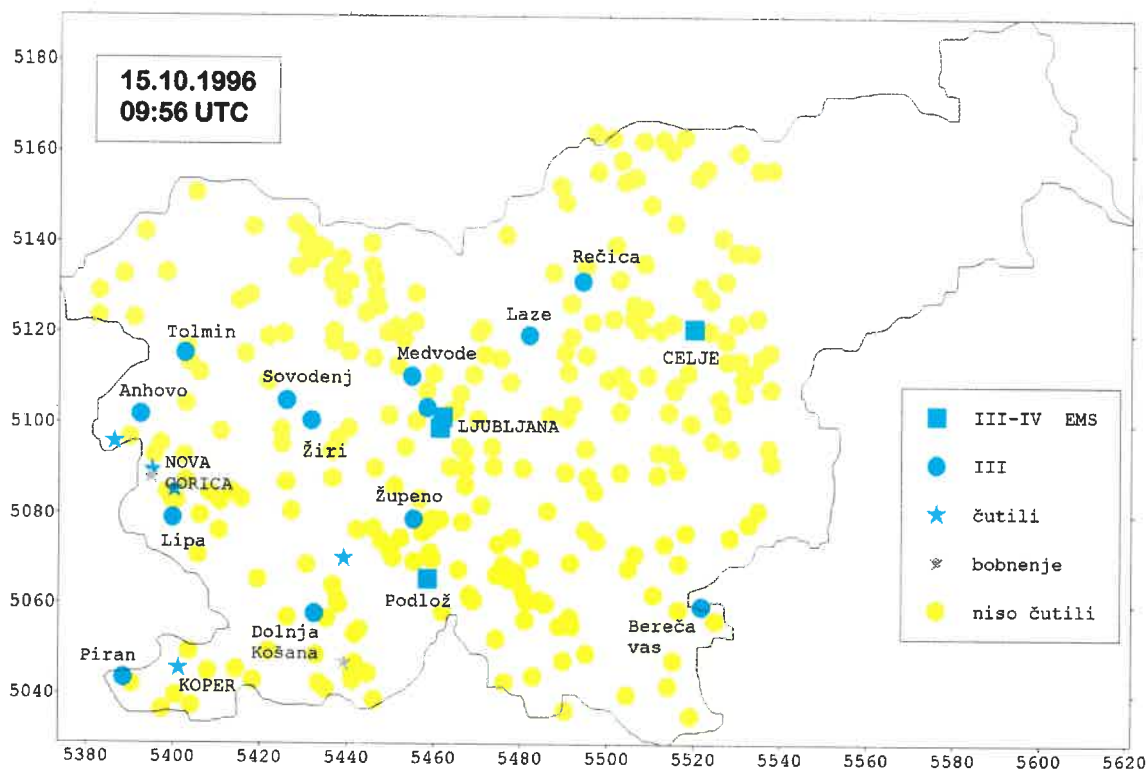 5180
5160
5140
5120
5100
5080
5060
5040
15.10.1996
09:56 UTC
Rečica
Laze
CELJE
Tolmin
Medvode
Sovodenj
Anhovo
LJUBLJANA
Žiri
NOVA
GORICA
Župeno
Lipa
Podlož
Dolnja
Košana
Bereča
vas
Piran
KOPER
III-IV EMS
III
čutili
bobnenje
niso čutili
5380 5400 5420 5440 5460 5480 5500 5520 5540 5560 5580 5600 5620